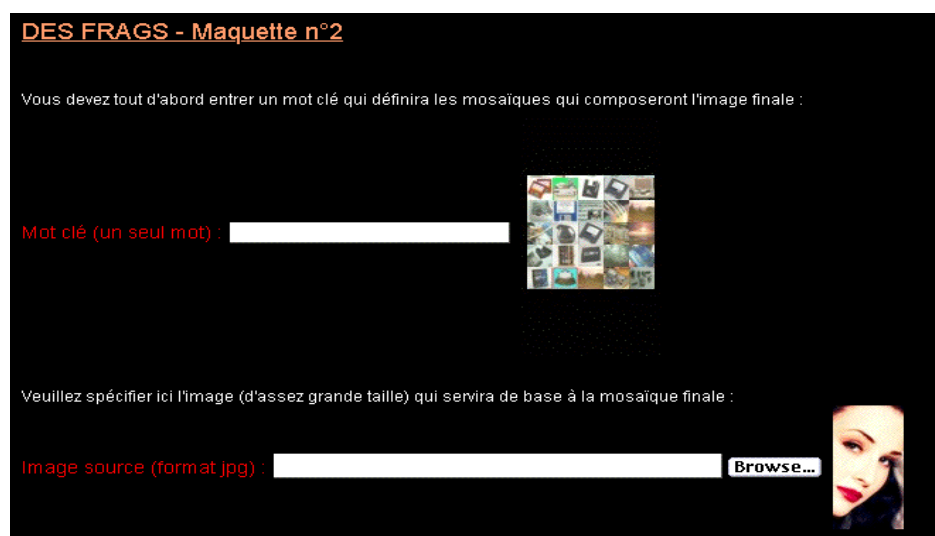 DES FRAGS - Maquette n°2
Vous devez tout d'abord entrer un mot clé qui définira les mosaïques qui composeront l'image finale :
Mot clé (un seul mot) :
Veuillez spécifier ici l'image (d'assez grande taille) qui servira de base à la mosaïque finale :
Image source (format jpg) :
Browse...